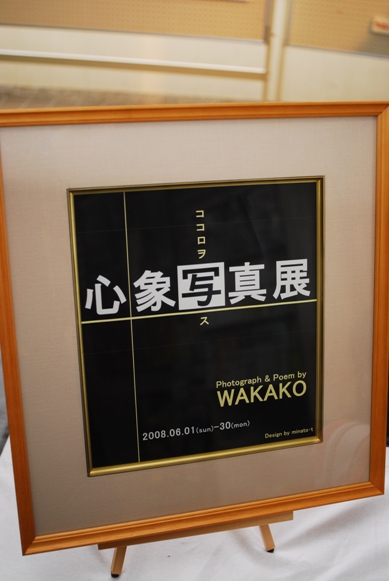 ココロヲ
心象写真展
ス
Photograph & Poem by
WAKAKO
2008.06.01(sun)-30(mon)
Design by minato-t